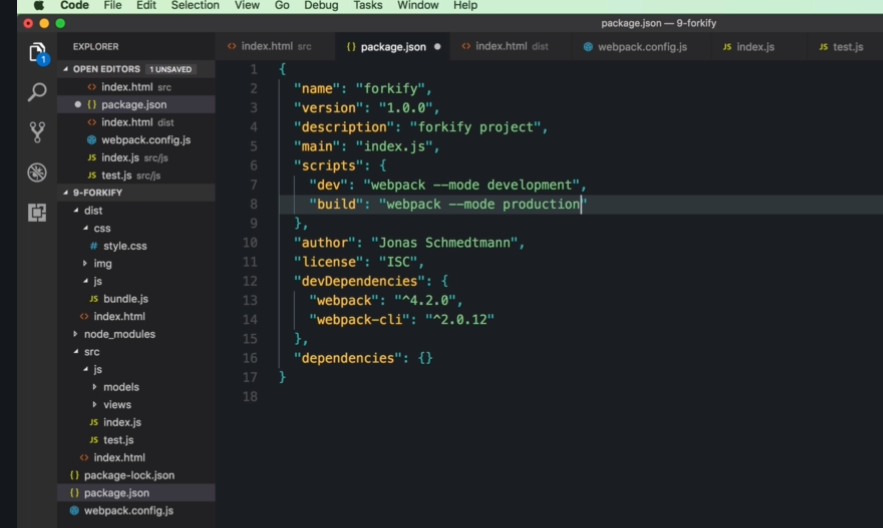 Code File Edit Selection View Go Debug Tasks Window Help
package.json — 9-forkify
EXPLORER
OPEN EDITORS 1 UNSAVED
index.html src
{} package.json
index.html dist
webpack.config.js
JS index.js src/js
JS test.js src/js
9-FORKIFY
dist
css
# style.css
img
js
JS bundle.js
<> index.html
node_modules
src
js
models
views
JS index.js
JS test.js
<> index.html
{} package-lock.json
{} package.json
webpack.config.js
1
<> index.html src {} package.json <> index.html dist webpack.config.js JS index.js JS test.js
1 {
2 "name": "forkify",
3 "version": "1.0.0",
4 "description": "forkify project",
5 "main": "index.js",
6 "scripts": {
7 "dev": "webpack --mode development",
8 "build": "webpack --mode production"
9 },
10 "author": "Jonas Schmedtmann",
11 "license": "ISC",
12 "devDependencies": {
13 "webpack": "^4.2.0",
14 "webpack-cli": "^2.0.12"
15 },
16 "dependencies": {}
17 }
18